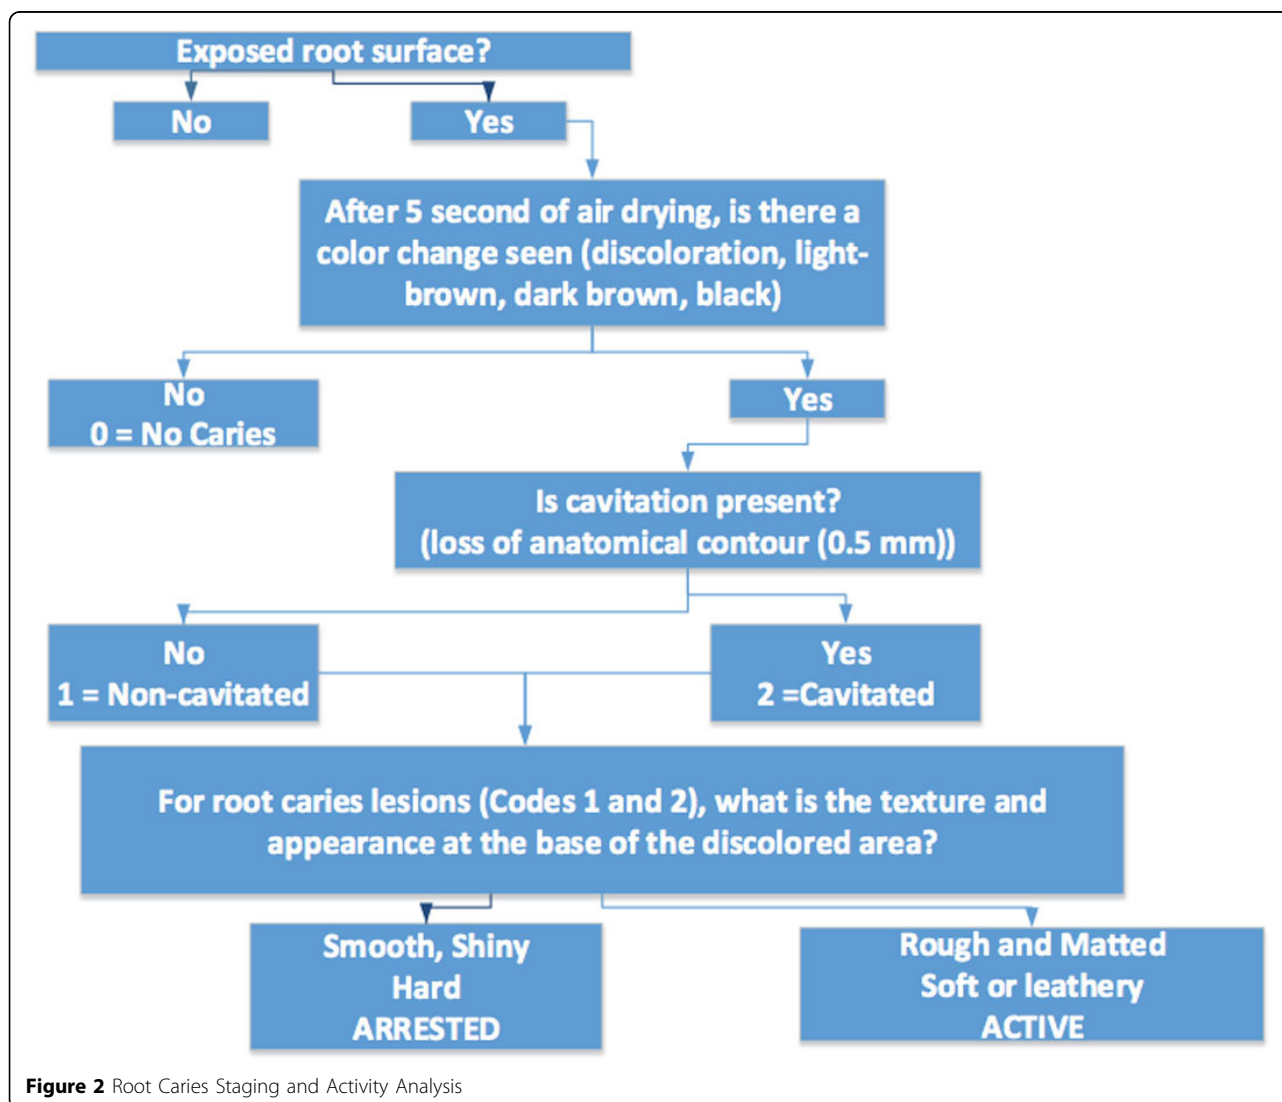 Exposed root surface?
No
Yes
After 5 second of air drying, is there a
color change seen (discoloration, light-
brown, dark brown, black)
No
0 = No Caries
Yes
Is cavitation present?
(loss of anatomical contour (0.5 mm))
No
1 = Non-cavitated
Yes
2 =Cavitated
For root caries lesions (Codes 1 and 2), what is the texture and
appearance at the base of the discolored area?
Smooth, Shiny
Hard
ARRESTED
Rough and Matted
Soft or leathery
ACTIVE
Figure 2 Root Caries Staging and Activity Analysis